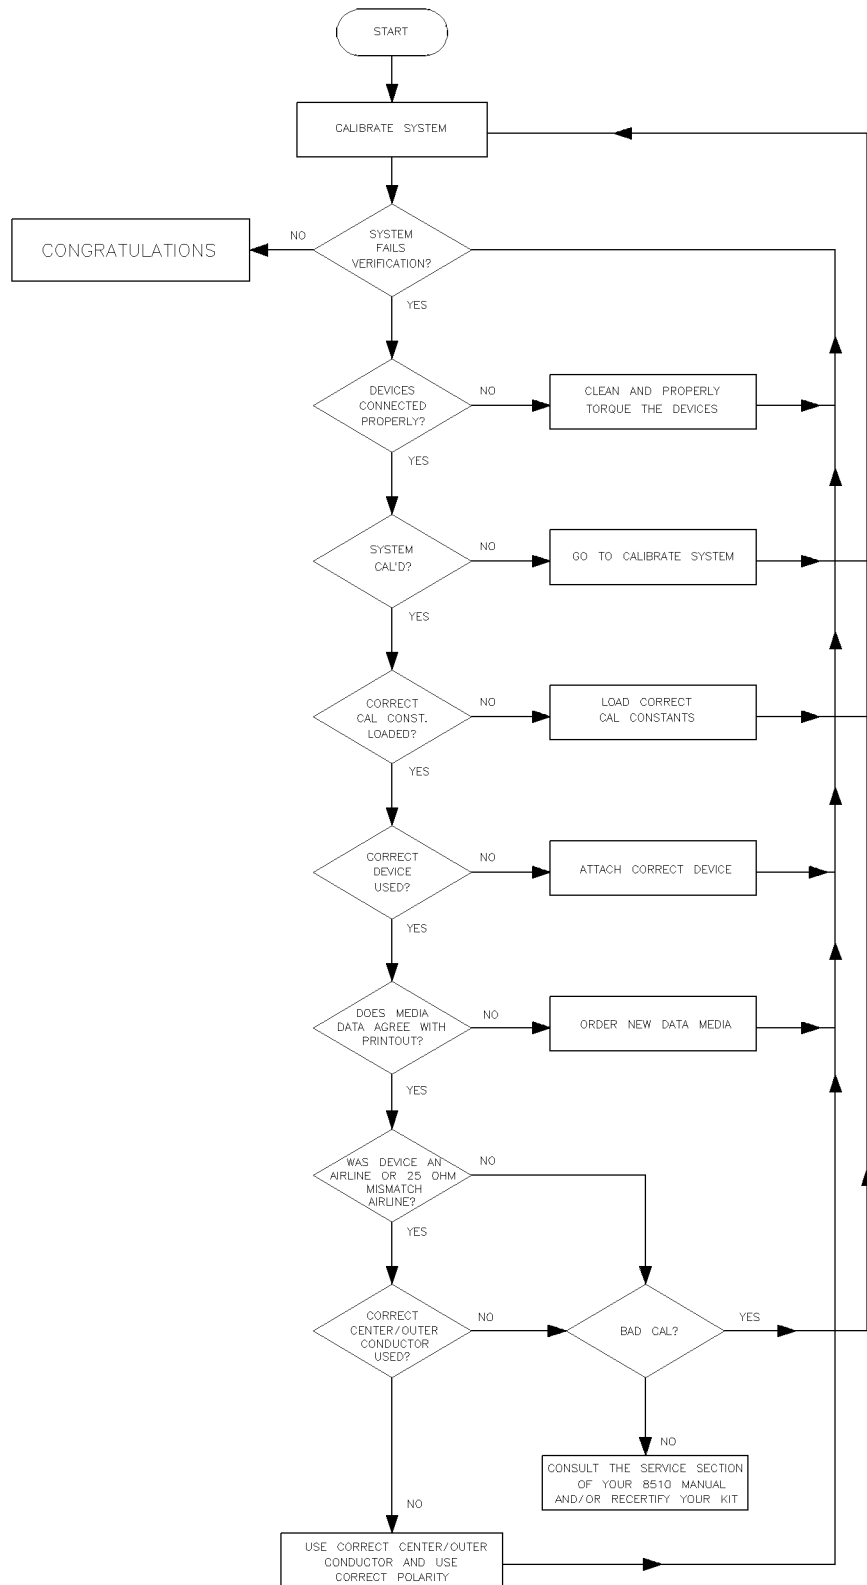 START
CALIBRATE SYSTEM
SYSTEM
FAILS
VERIFICATION?
NO
CONGRATULATIONS
YES
DEVICES
CONNECTED
PROPERLY?
NO
CLEAN AND PROPERLY
TORQUE THE DEVICES
YES
SYSTEM
CAL'D?
NO
GO TO CALIBRATE SYSTEM
YES
CORRECT
CAL CONST.
LOADED?
NO
LOAD CORRECT
CAL CONSTANTS
YES
CORRECT
DEVICE
USED?
NO
ATTACH CORRECT DEVICE
YES
DOES MEDIA
DATA AGREE WITH
PRINTOUT?
NO
ORDER NEW DATA MEDIA
YES
WAS DEVICE AN
AIRLINE OR 25 OHM
MISMATCH
AIRLINE?
NO
YES
CORRECT
CENTER/OUTER
CONDUCTOR
USED?
NO
BAD CAL?
YES
NO
CONSULT THE SERVICE SECTION
OF YOUR 8510 MANUAL
AND/OR RECERTIFY YOUR KIT
NO
USE CORRECT CENTER/OUTER
CONDUCTOR AND USE
CORRECT POLARITY